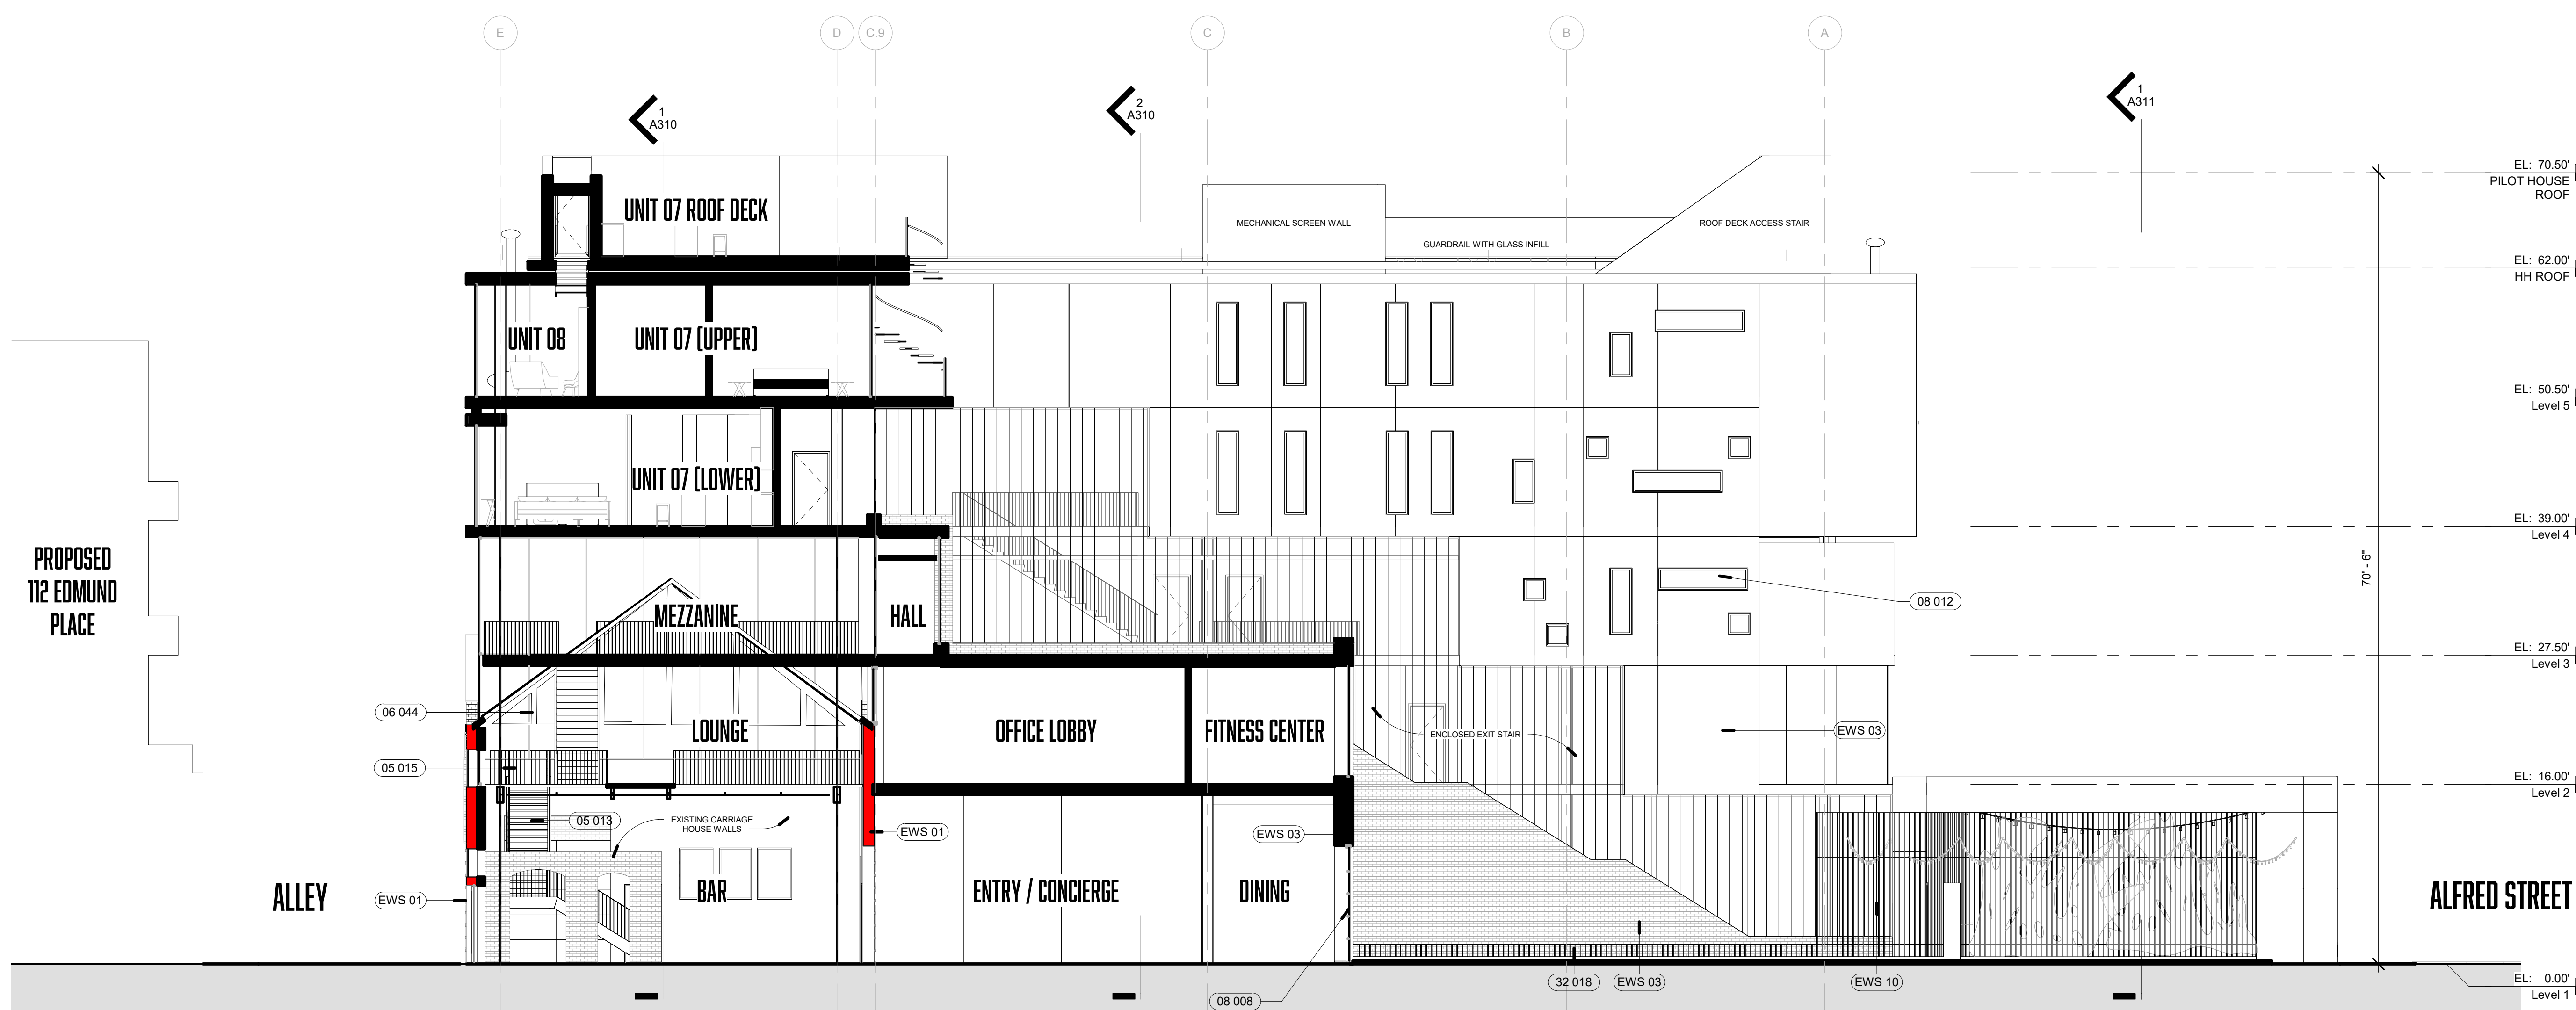 E
D
C.9
C
B
A
1
A310
2
A310
1
A311
EL: 70.50'
PILOT HOUSE
ROOF
UNIT 07 ROOF DECK
MECHANICAL SCREEN WALL
GUARDRAIL WITH GLASS INFILL
ROOF DECK ACCESS STAIR
EL: 62.00'
HH ROOF
UNIT 08
UNIT 07 (UPPER)
EL: 50.50'
Level 5
UNIT 07 (LOWER)
EL: 39.00'
Level 4
PROPOSED
112 EDMUND
PLACE
70' - 6"
MEZZANINE
HALL
08 012
EL: 27.50'
Level 3
06 044
LOUNGE
OFFICE LOBBY
FITNESS CENTER
ENCLOSED EXIT STAIR
EWS 03
05 015
EL: 16.00'
Level 2
05 013
EXISTING CARRIAGE
HOUSE WALLS
EWS 01
EWS 03
ALLEY
EWS 01
BAR
ENTRY / CONCIERGE
DINING
ALFRED STREET
08 008
32 018
EWS 03
EWS 10
EL: 0.00'
Level 1